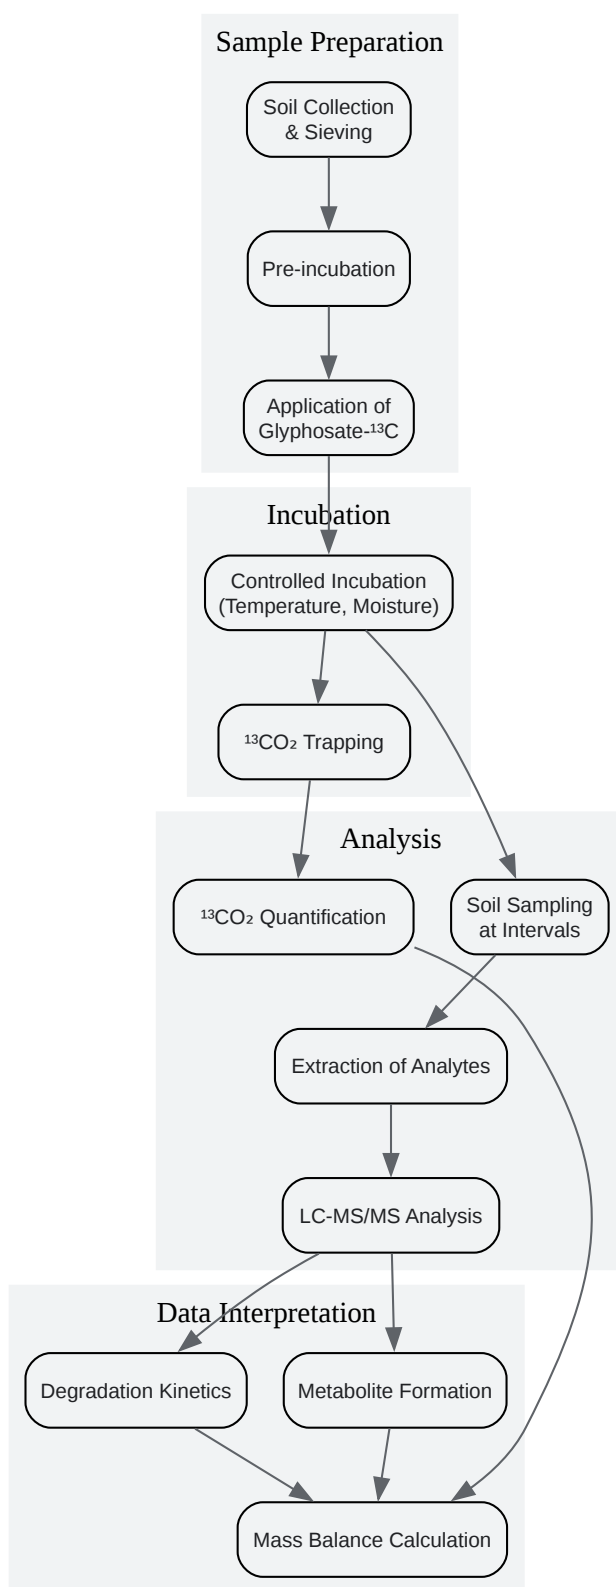 Sample Preparation
Soil Collection
& Sieving
Pre-incubation
Application of
Glyphosate-¹³C
Incubation
Controlled Incubation
(Temperature, Moisture)
¹³CO₂ Trapping
Analysis
¹³CO₂ Quantification
Soil Sampling
at Intervals
Extraction of Analytes
LC-MS/MS Analysis
Data Interpretation
Degradation Kinetics
Metabolite Formation
Mass Balance Calculation